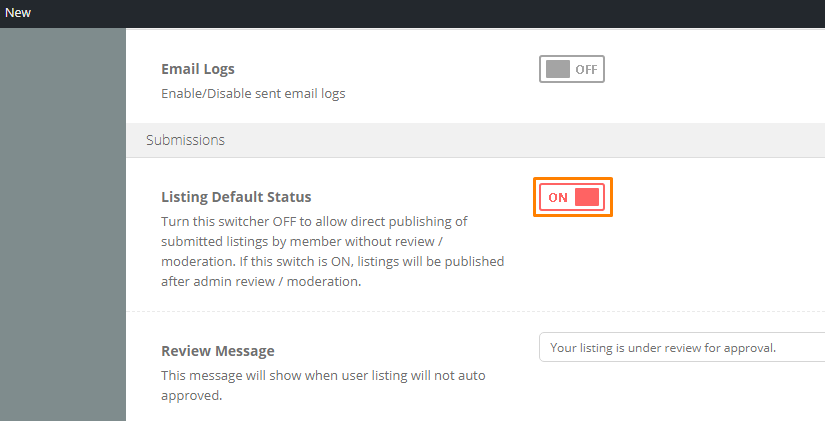 New
Email Logs
OFF
Enable/Disable sent email logs
Submissions
Listing Default Status
ON
Turn this switcher OFF to allow direct publishing of
submitted listings by member without review /
moderation. If this switch is ON, listings will be published
after admin review / moderation.
Review Message
Your listing is under review for approval.
This message will show when user listing will not auto
approved.